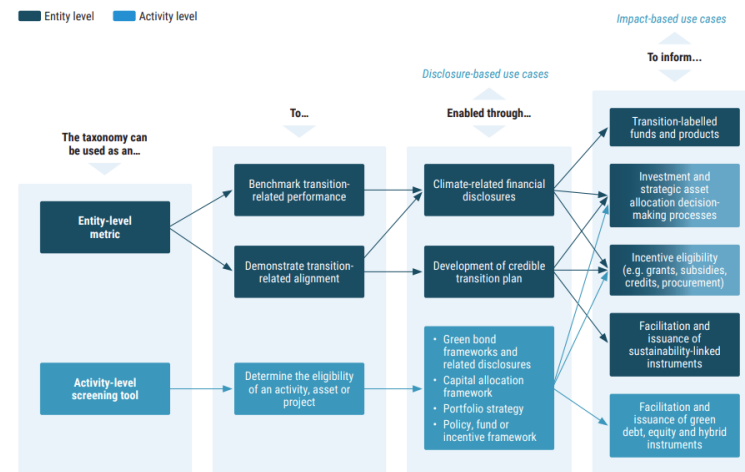 Entity level
Activity level
Impact-based use cases
Disclosure-based use cases
To inform...
To...
Enabled through...
The taxonomy can
be used as an...
Entity-level
metric
Activity-level
screening tool
Benchmark transition-
related performance
Demonstrate transition-
related alignment
Determine the eligibility
of an activity, asset or
project
Climate-related financial
disclosures
Development of credible
transition plan
• Green bond
frameworks and
related disclosures
• Capital allocation
framework
• Portfolio strategy
• Policy, fund or
incentive framework
Transition-labelled
funds and products
Investment and
strategic asset
allocation decision-
making processes
Incentive eligibility
(e.g. grants, subsidies,
credits, procurement)
Facilitation and
issuance of
sustainability-linked
instruments
Facilitation and
issuance of green
debt, equity and hybrid
instruments